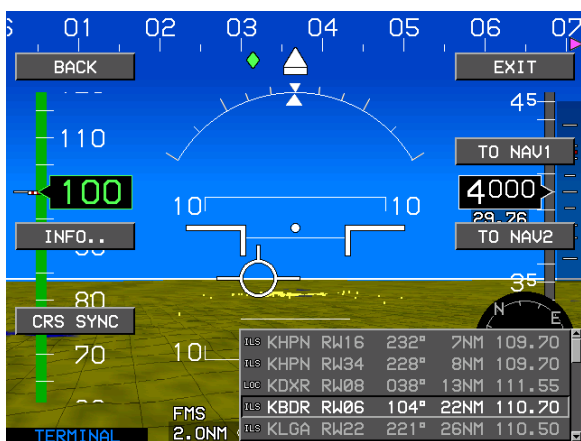 01 02 03 04 05 06 07
BACK
EXIT
45
110
TO NAV1
100
4000
10 10
29.76
INFO..
TO NAV2
35
80
N
E
CRS SYNC
ILS KHPN RW16 232° 7NM 109.70
70
10
ILS KHPN RW34 228° 8NM 109.70
LOC KDXR RW08 038° 13NM 111.55
FMS
ILS KBDR RW06 104° 22NM 110.70
TERMINAL
2.0NM
ILS KLGA RW22 221° 26NM 110.50